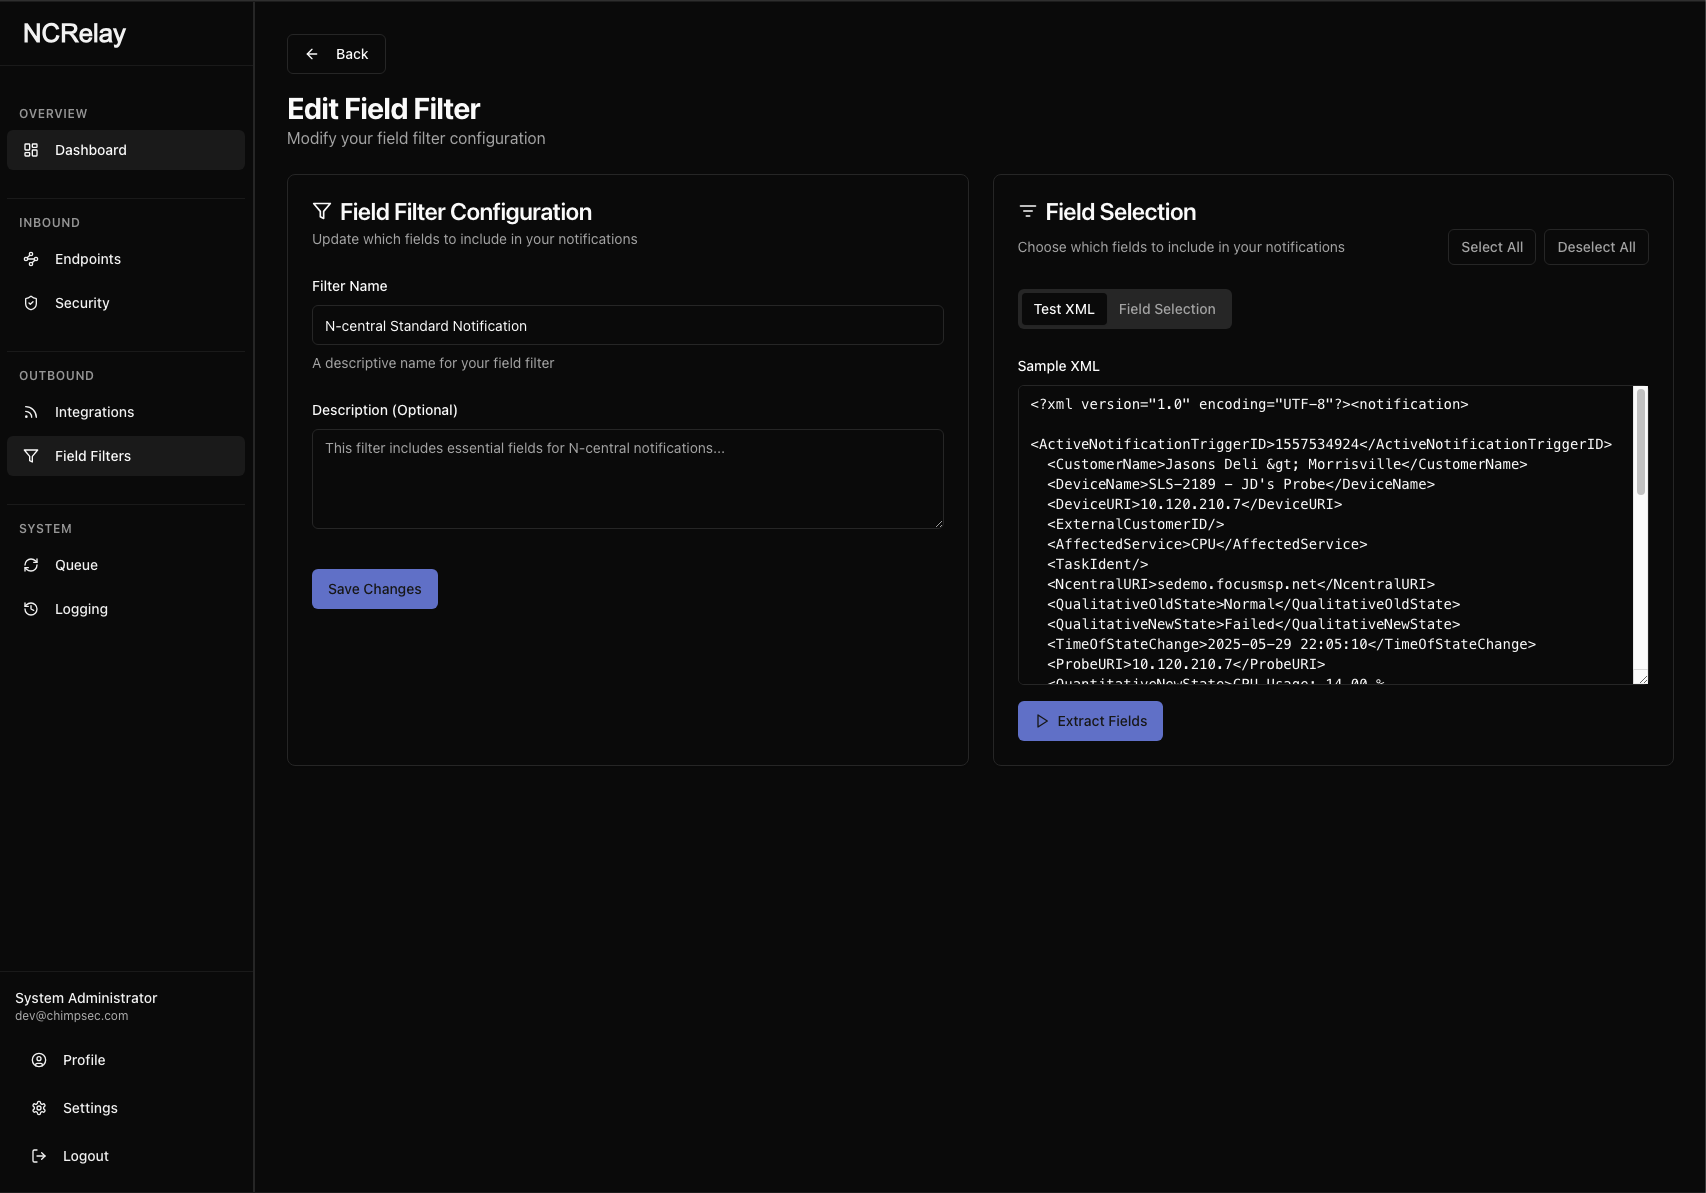 NCRelay
OVERVIEW
Dashboard
INBOUND
Endpoints
Security
OUTBOUND
Integrations
Field Filters
SYSTEM
Queue
Logging
System Administrator
dev@chimpsec.com
Profile
Settings
Logout
Back
Edit Field Filter
Modify your field filter configuration
Field Filter Configuration
Update which fields to include in your notifications
Filter Name
N-central Standard Notification
A descriptive name for your field filter
Description (Optional)
This filter includes essential fields for N-central notifications...
Save Changes
Field Selection
Choose which fields to include in your notifications
Select All
Deselect All
Test XML
Field Selection
Sample XML
<?xml version="1.0" encoding="UTF-8"?><notification>
<ActiveNotificationTriggerID>1557534924</ActiveNotificationTriggerID>
<CustomerName>Jasons Deli &gt; Morrisville</CustomerName>
<DeviceName>SLS-2189 - JD's Probe</DeviceName>
<DeviceURI>10.120.210.7</DeviceURI>
<ExternalCustomerID/>
<AffectedService>CPU</AffectedService>
<TaskIdent/>
<NcentralURI>sedemo.focusmsp.net</NcentralURI>
<QualitativeOldState>Normal</QualitativeOldState>
<QualitativeNewState>Failed</QualitativeNewState>
<TimeOfStateChange>2025-05-29 22:05:10</TimeOfStateChange>
<ProbeURI>10.120.210.7</ProbeURI>
<QuantitativeNewState>CPU Usage: 14.00 %
Extract Fields